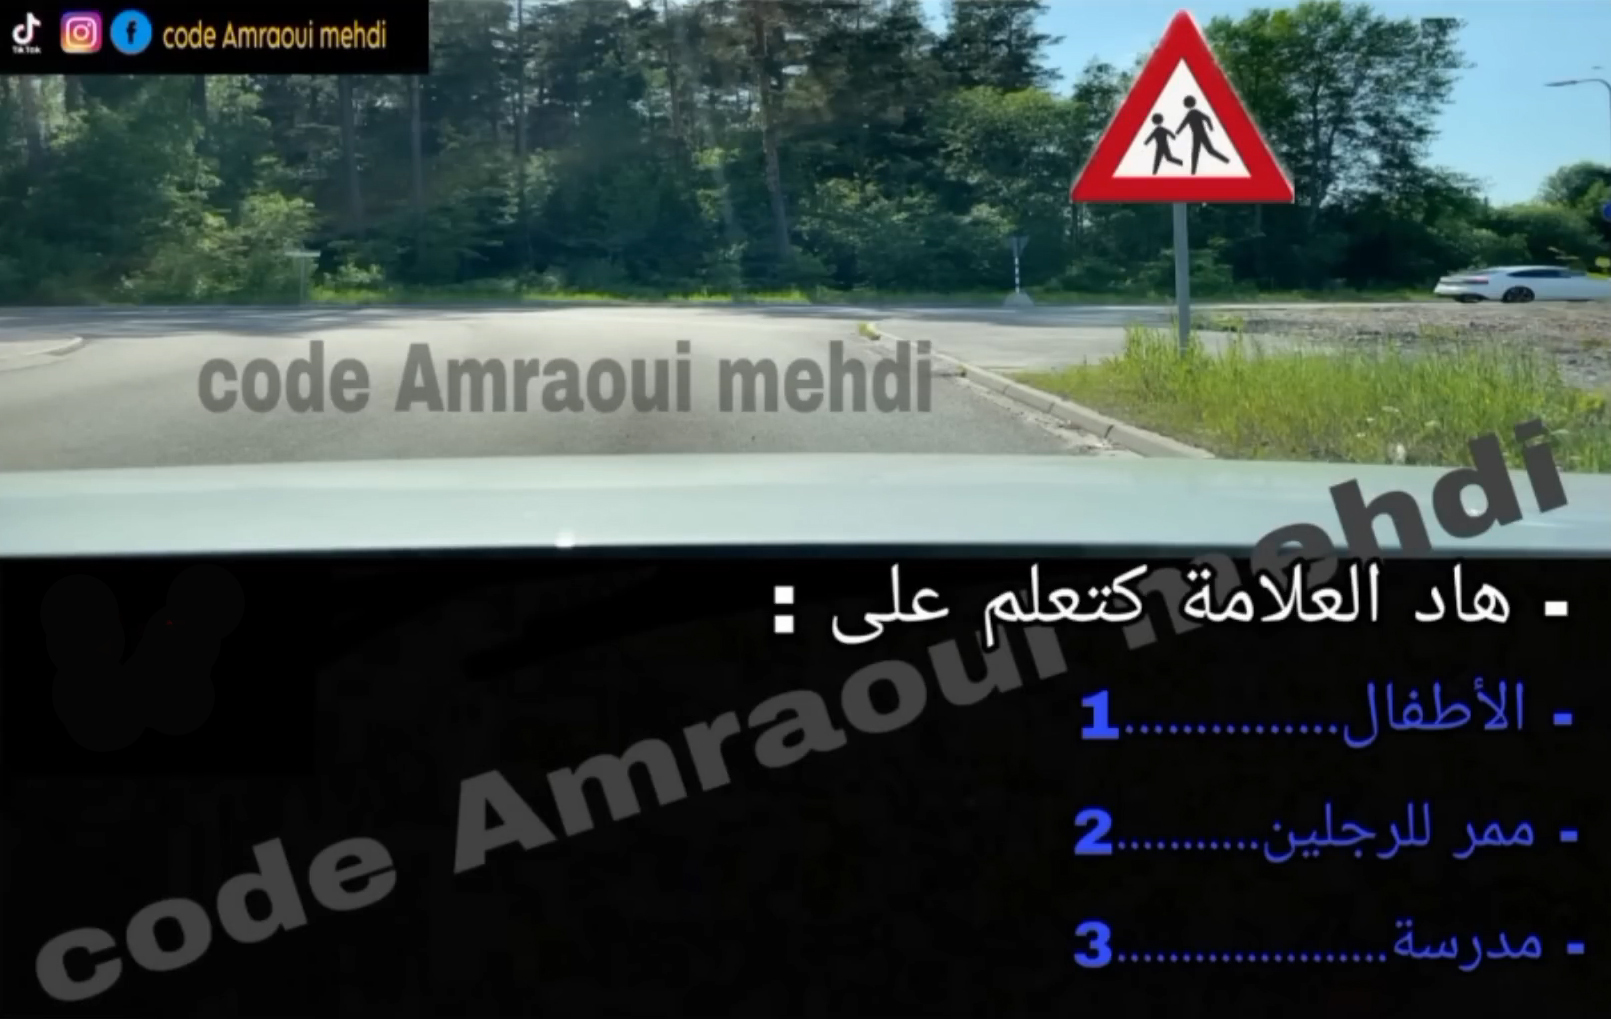 TikTok
code Amraoui mehdi
code Amraoui mehdi
code Amraoui mehdi
- هاد العلامة كتعلم على :
- الأطفال...............1
- ممر للرجلين...........2
- مدرسة.....................3